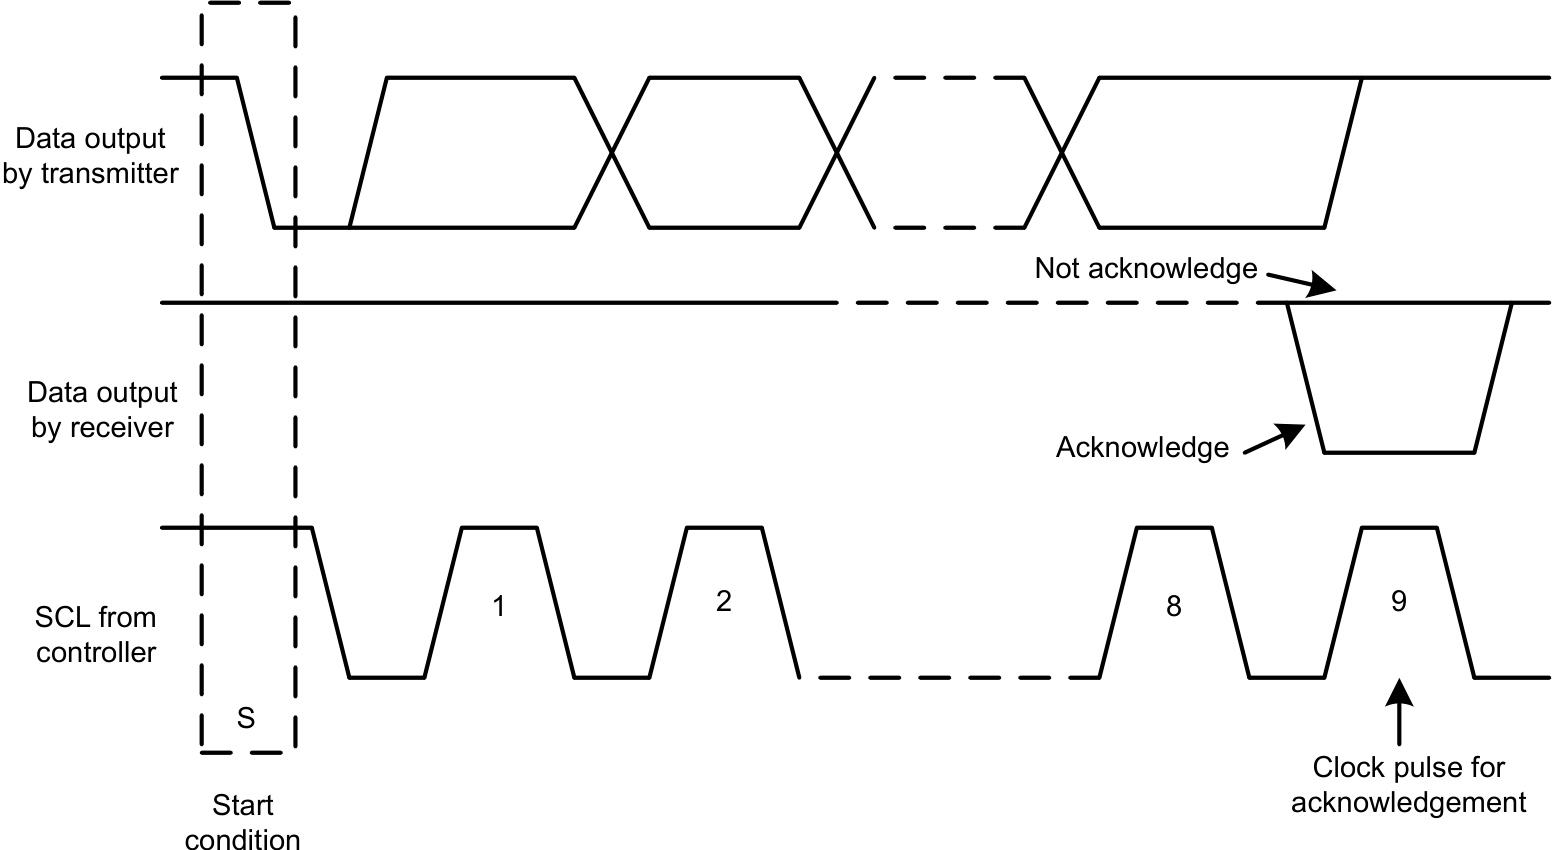 Data output
by transmitter
Not acknowledge
Data output
by receiver
Acknowledge
SCL from
controller
1
2
8
9
S
Start
condition
Clock pulse for
acknowledgement